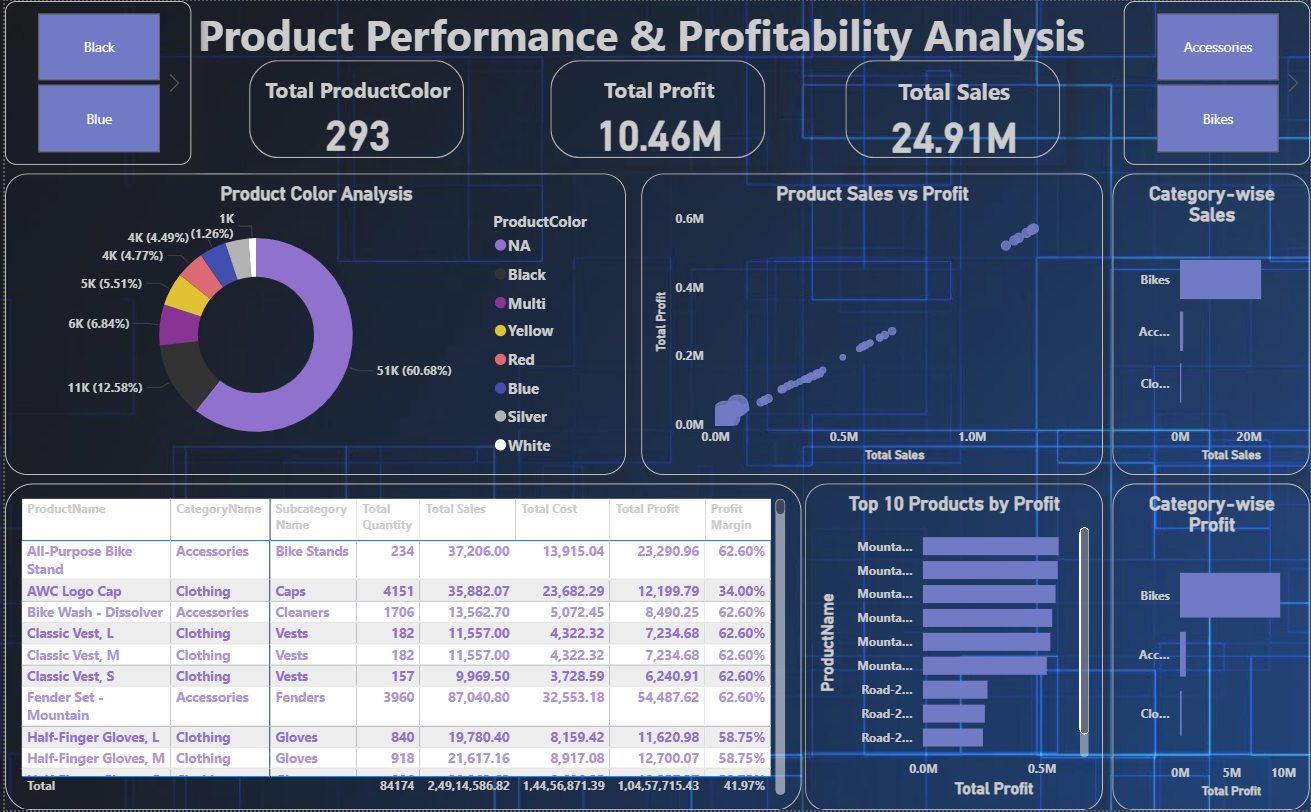 Black
Blue
Product Performance & Profitability Analysis
Accessories
Bikes
Total ProductColor
293
Total Profit
10.46M
Total Sales
24.91M
Product Color Analysis
1K
(1.26%)
4K (4.49%)
4K (4.77%)
5K (5.51%)
6K (6.84%)
11K (12.58%)
51K (60.68%)
ProductColor
NA
Black
Multi
Yellow
Red
Blue
Silver
White
Product Sales vs Profit
Total Profit
0.6M
0.4M
0.2M
0.0M
0.0M 0.5M 1.0M
Total Sales
Category-wise
Sales
Bikes
Acc...
Clo...
0M 20M
Total Sales
ProductName CategoryName Subcategory Name Total Quantity Total Sales Total Cost Total Profit Profit Margin
All-Purpose Bike Stand Accessories Bike Stands 234 37,206.00 13,915.04 23,290.96 62.60%
AWC Logo Cap Clothing Caps 4151 35,882.07 23,682.29 12,199.79 34.00%
Bike Wash - Dissolver Accessories Cleaners 1706 13,562.70 5,072.45 8,490.25 62.60%
Classic Vest, L Clothing Vests 182 11,557.00 4,322.32 7,234.68 62.60%
Classic Vest, M Clothing Vests 182 11,557.00 4,322.32 7,234.68 62.60%
Classic Vest, S Clothing Vests 157 9,969.50 3,728.59 6,240.91 62.60%
Fender Set - Mountain Accessories Fenders 3960 87,040.80 32,553.18 54,487.62 62.60%
Half-Finger Gloves, L Clothing Gloves 840 19,780.40 8,159.42 11,620.98 58.75%
Half-Finger Gloves, M Clothing Gloves 918 21,617.16 8,917.08 12,700.07 58.75%
Total 84174 2,49,14,586.82 1,44,56,871.39 1,04,57,715.43 41.97%
Top 10 Products by Profit
ProductName
Mounta...
Mounta...
Mounta...
Mounta...
Mounta...
Mounta...
Road-2...
Road-2...
Road-2...
0.0M 0.5M
Total Profit
Category-wise
Profit
Bikes
Acc...
Clo...
0M 5M 10M
Total Profit